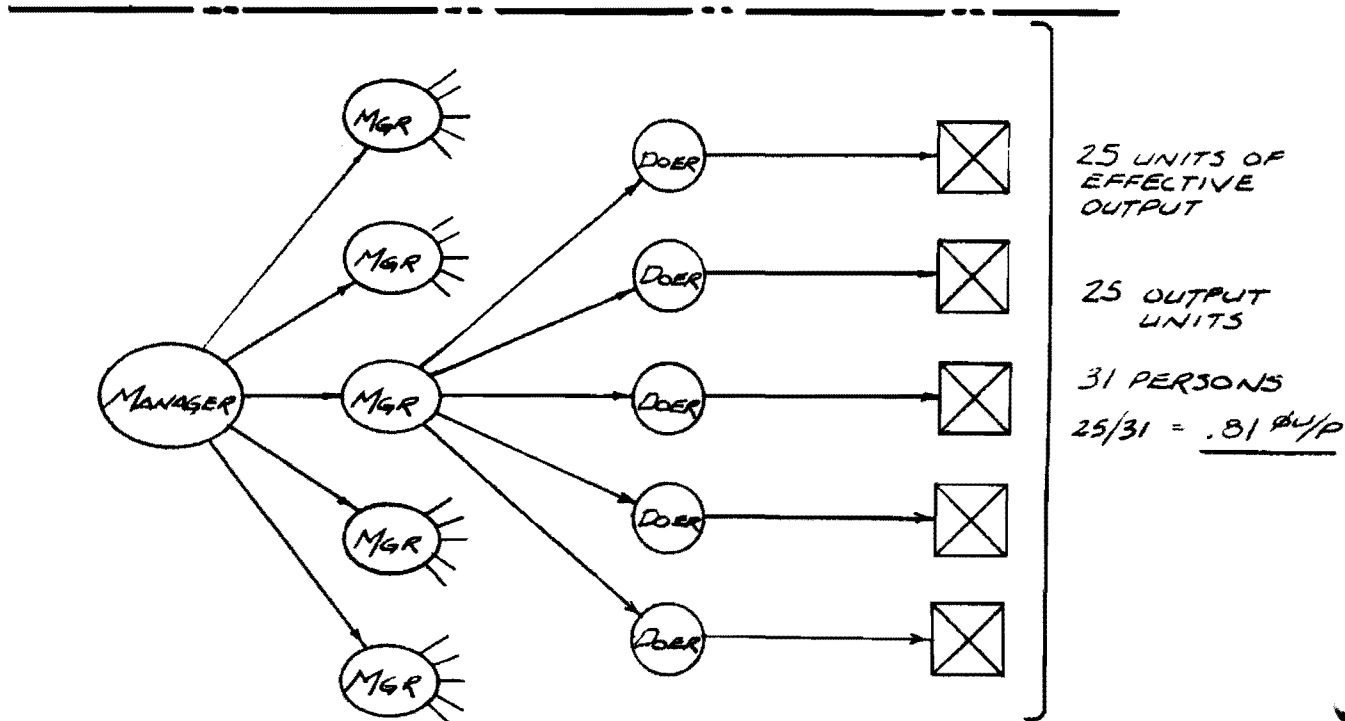 MGR
MGR
MANAGER
MGR
MGR
MGR
DOER
DOER
DOER
DOER
DOER
25 UNITS OF
EFFECTIVE
OUTPUT
25 OUTPUT
UNITS
31 PERSONS
25/31 = .81 ØU/P